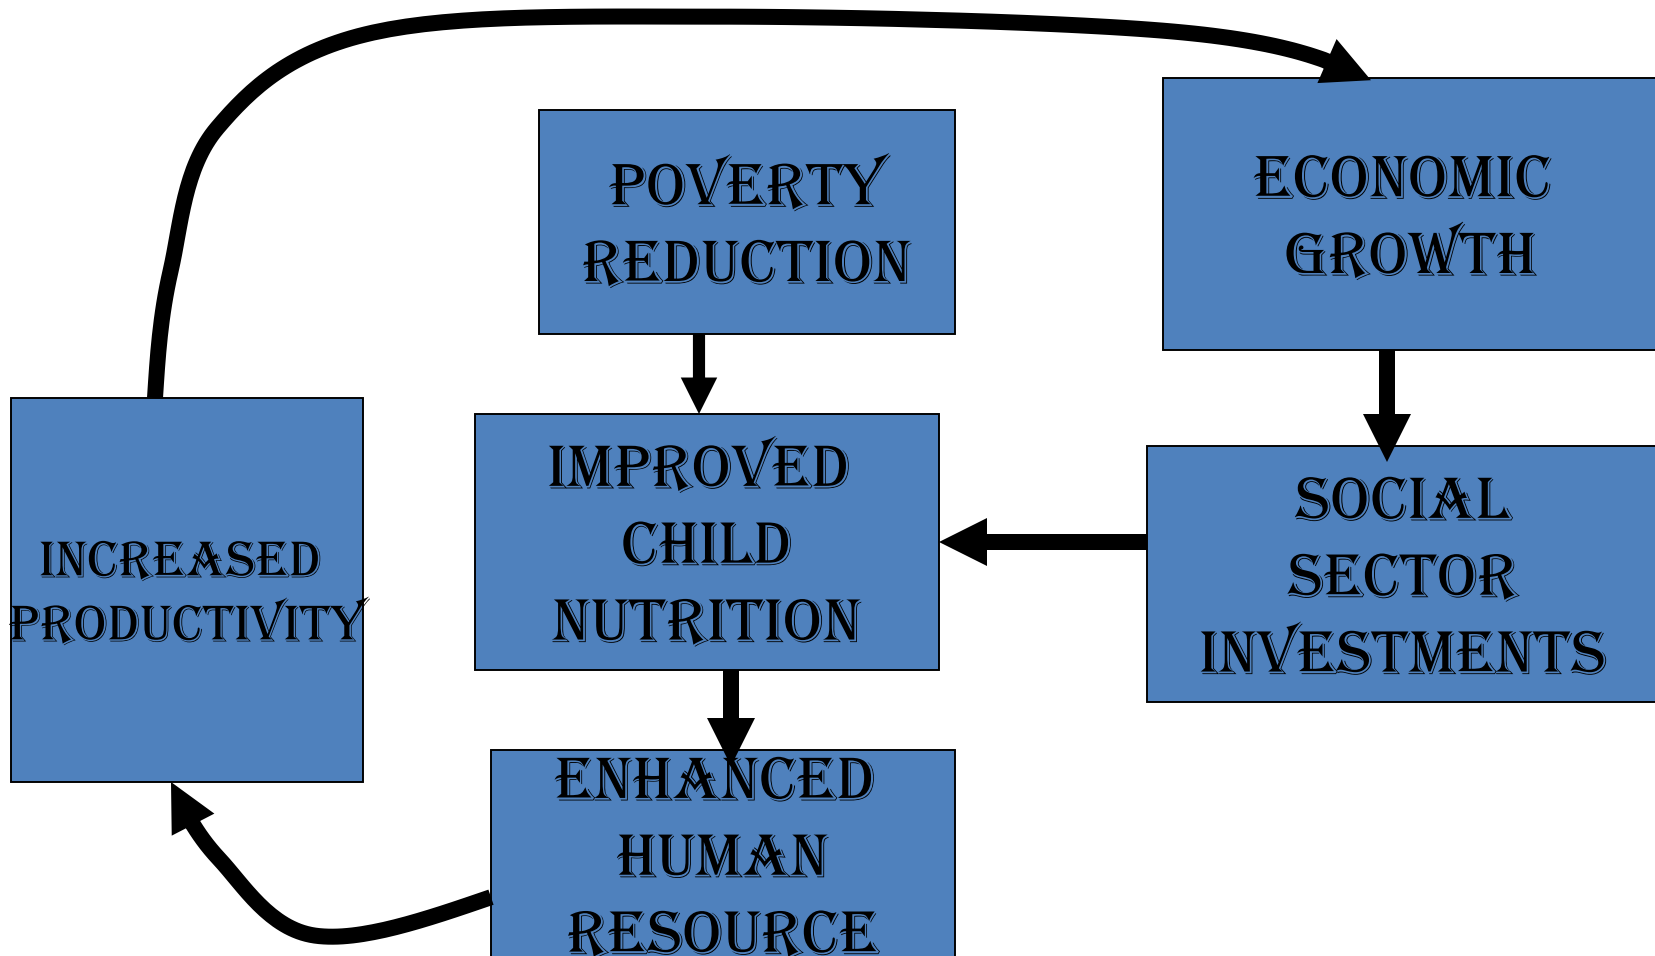 POVERTY
REDUCTION
ECONOMIC
GROWTH
IMPROVED
CHILD
NUTRITION
SOCIAL
SECTOR
INVESTMENTS
INCREASED
PRODUCTIVITY
ENHANCED
HUMAN
RESOURCE